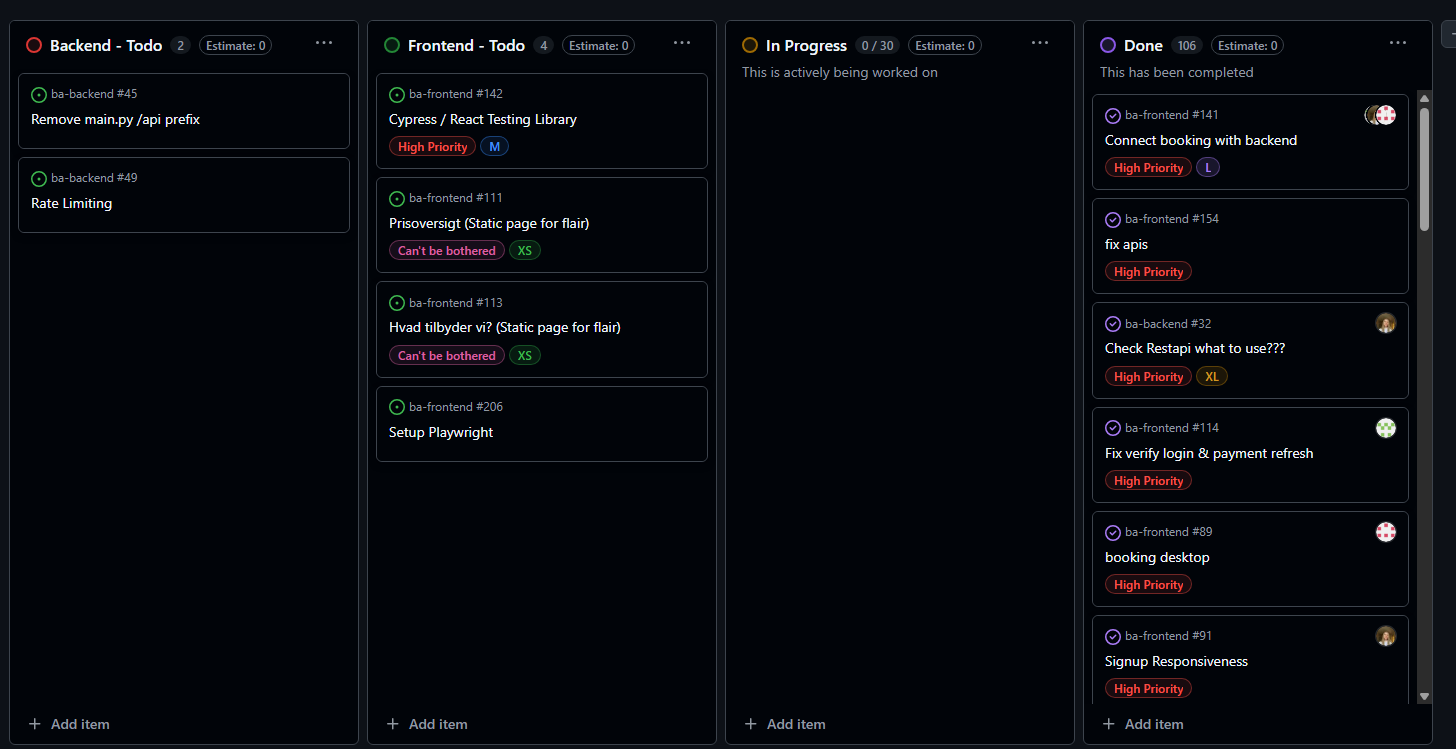 Backend - Todo 2 Estimate: 0
ba-backend #45
Remove main.py /api prefix
ba-backend #49
Rate Limiting
Add item
Frontend - Todo 4 Estimate: 0
ba-frontend #142
Cypress / React Testing Library
High Priority M
ba-frontend #111
Prisoversigt (Static page for flair)
Can't be bothered XS
ba-frontend #113
Hvad tilbyder vi? (Static page for flair)
Can't be bothered XS
ba-frontend #206
Setup Playwright
Add item
In Progress 0 / 30 Estimate: 0
This is actively being worked on
Add item
Done 106 Estimate: 0
This has been completed
ba-frontend #141
Connect booking with backend
High Priority L
ba-frontend #154
fix apis
High Priority
ba-backend #32
Check Restapi what to use???
High Priority XL
ba-frontend #114
Fix verify login & payment refresh
High Priority
ba-frontend #89
booking desktop
High Priority
ba-frontend #91
Signup Responsiveness
High Priority
Add item